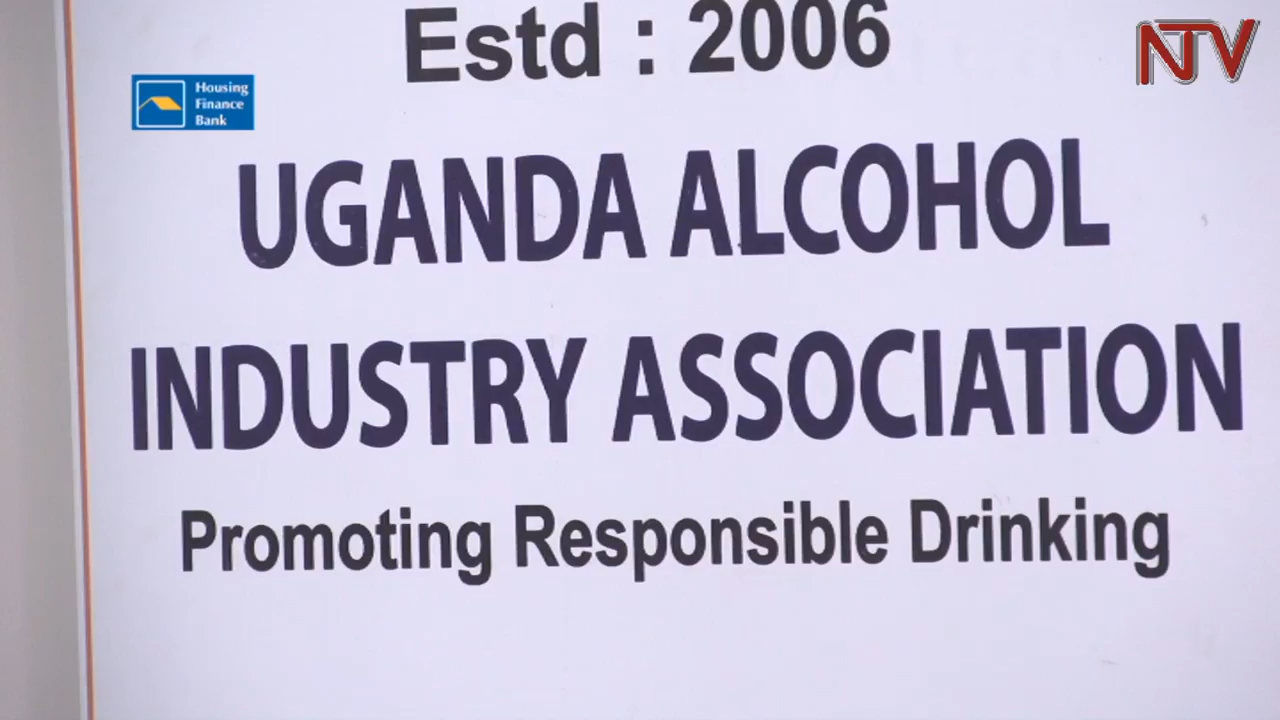 Estd : 2006
NTV
Housing
Finance
Bank
UGANDA ALCOHOL
INDUSTRY ASSOCIATION
Promoting Responsible Drinking